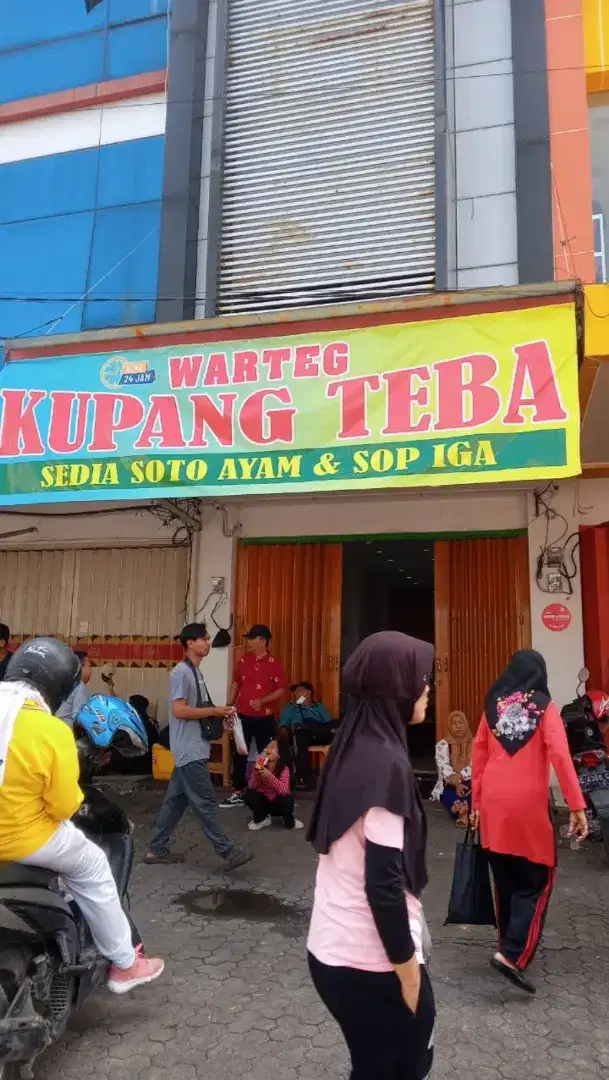 BUKA
24 JAM
WARTEG
KUPANG TEBA
SEDIA SOTO AYAM & SOP IGA